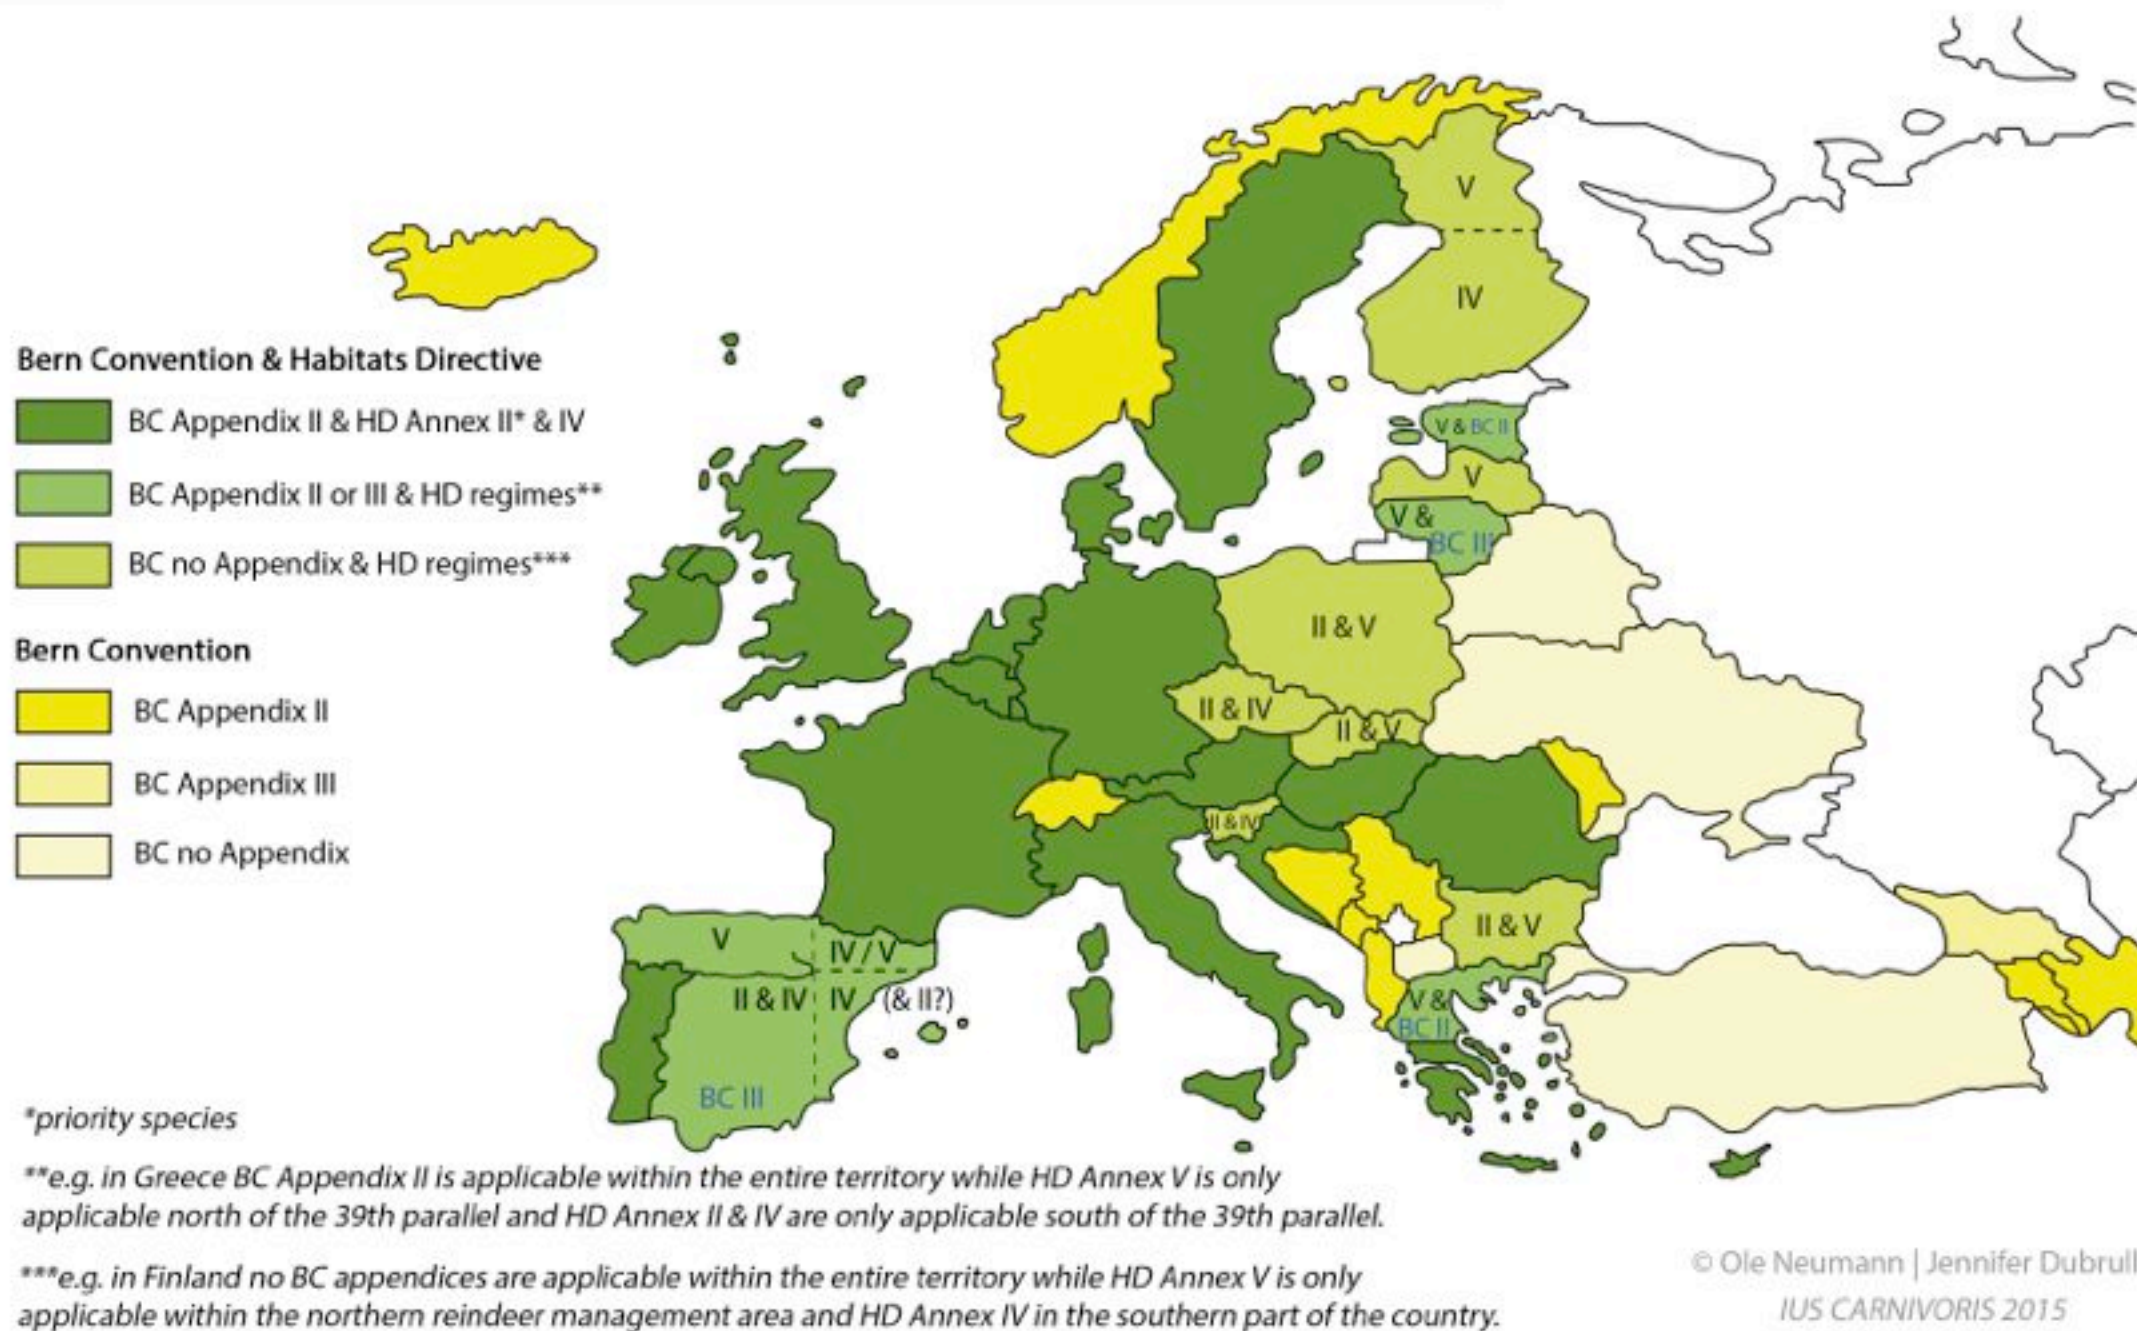 Bern Convention & Habitats Directive
BC Appendix II & HD Annex II* & IV
BC Appendix II or III & HD regimes**
BC no Appendix & HD regimes***
Bern Convention
BC Appendix II
BC Appendix III
BC no Appendix
V
IV
V & BC II
V
V &
BC III
II & V
II & IV
II & V
II & IV
II & V
V
IV / V
II & IV
IV
(& II?)
V &
BC II
BC III
*priority species
**e.g. in Greece BC Appendix II is applicable within the entire territory while HD Annex V is only
applicable north of the 39th parallel and HD Annex II & IV are only applicable south of the 39th parallel.
***e.g. in Finland no BC appendices are applicable within the entire territory while HD Annex V is only
applicable within the northern reindeer management area and HD Annex IV in the southern part of the country.
© Ole Neumann | Jennifer Dubrull
IUS CARNIVORIS 2015